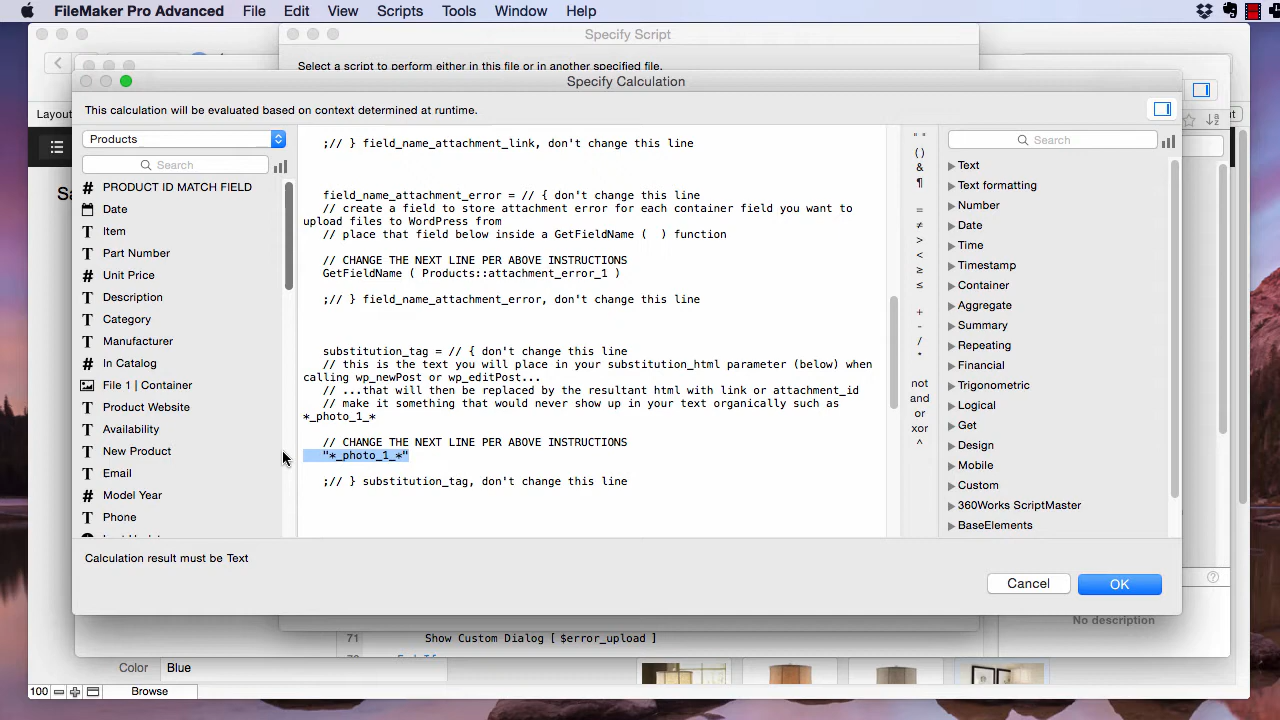 FileMaker Pro Advanced File Edit View Scripts Tools Window Help
Specify Script
Select a script to perform either in this file or in another specified file.
Specify Calculation
This calculation will be evaluated based on context determined at runtime.
Layou
Products
Search
PRODUCT ID MATCH FIELD
Date
Item
Part Number
Unit Price
Description
Category
Manufacturer
In Catalog
File 1 | Container
Product Website
Availability
New Product
Email
Model Year
Phone
;// } field_name_attachment_link, don't change this line
field_name_attachment_error = // { don't change this line
// create a field to store attachment error for each container field you want to
upload files to WordPress from
// place that field below inside a GetFieldName (  ) function
// CHANGE THE NEXT LINE PER ABOVE INSTRUCTIONS
GetFieldName ( Products::attachment_error_1 )
;// } field_name_attachment_error, don't change this line
substitution_tag = // { don't change this line
// this is the text you will place in your substitution_html parameter (below) when
calling wp_newPost or wp_editPost...
// ...that will then be replaced by the resultant html with link or attachment_id
// make it something that would never show up in your text organically such as
*_photo_1_*
// CHANGE THE NEXT LINE PER ABOVE INSTRUCTIONS
"*_photo_1_*"
;// } substitution_tag, don't change this line
" "
( )
&
¶
=
≠
>
<
≥
≤
+
-
/
*
not
and
or
xor
^
Search
Text
Text formatting
Number
Date
Time
Timestamp
Container
Aggregate
Summary
Repeating
Financial
Trigonometric
Logical
Get
Design
Mobile
Custom
360Works ScriptMaster
BaseElements
Calculation result must be Text
Cancel
OK
No description
71 Show Custom Dialog [ $error_upload ]
Color Blue
100 Browse